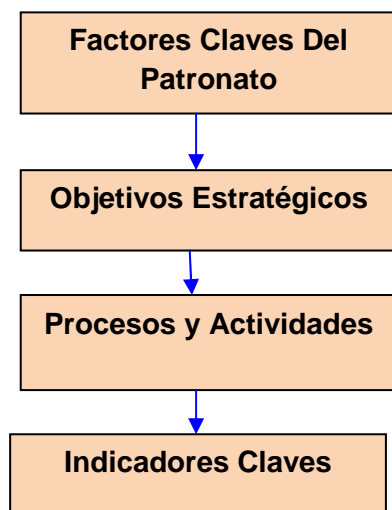 Factores Claves Del
Patronato
Objetivos Estratégicos
Procesos y Actividades
Indicadores Claves